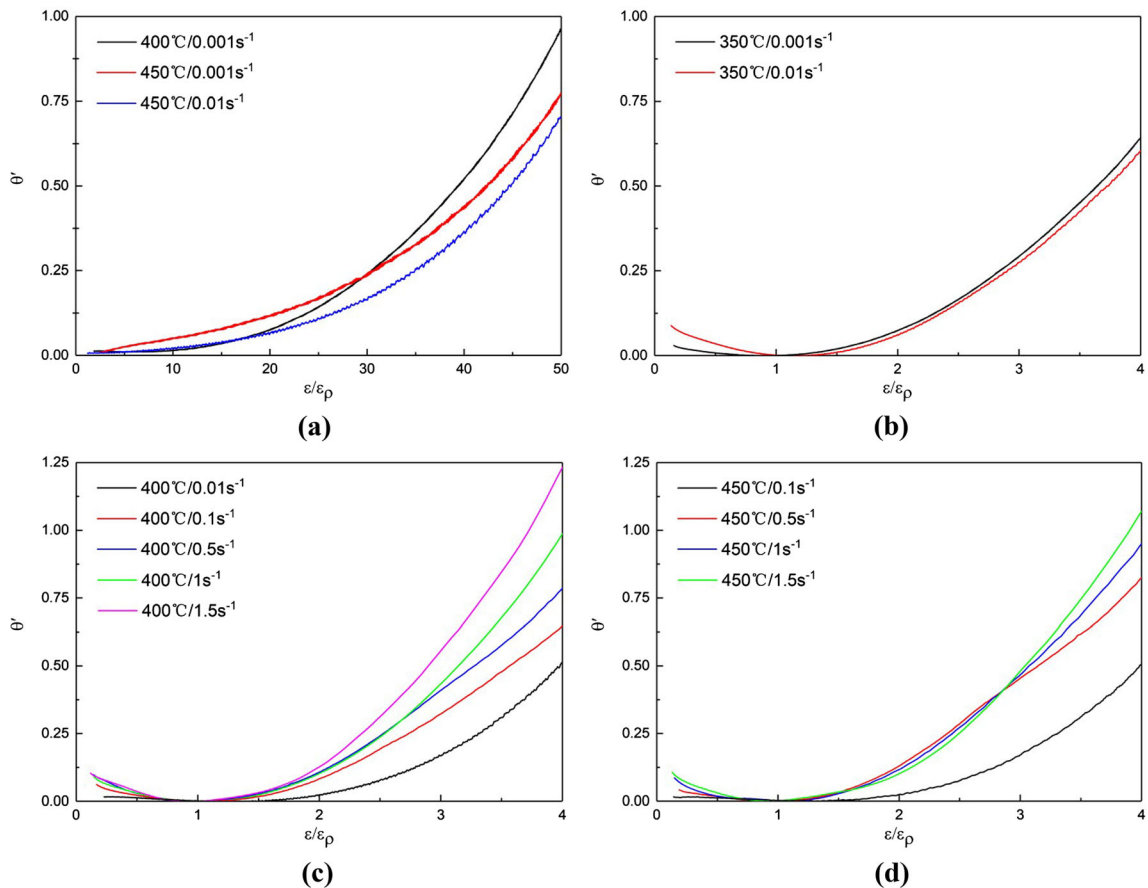 1.00
0.75
0.50
0.25
0.00
θ′
400℃/0.001s⁻¹
450℃/0.001s⁻¹
450℃/0.01s⁻¹
0 10 20 30 40 50
ε/ερ
(a)
1.00
0.75
0.50
0.25
0.00
θ′
350℃/0.001s⁻¹
350℃/0.01s⁻¹
0 1 2 3 4
ε/ερ
(b)
1.25
1.00
0.75
0.50
0.25
0.00
θ′
400℃/0.01s⁻¹
400℃/0.1s⁻¹
400℃/0.5s⁻¹
400℃/1s⁻¹
400℃/1.5s⁻¹
0 1 2 3 4
ε/ερ
(c)
1.25
1.00
0.75
0.50
0.25
0.00
θ′
450℃/0.1s⁻¹
450℃/0.5s⁻¹
450℃/1s⁻¹
450℃/1.5s⁻¹
0 1 2 3 4
ε/ερ
(d)